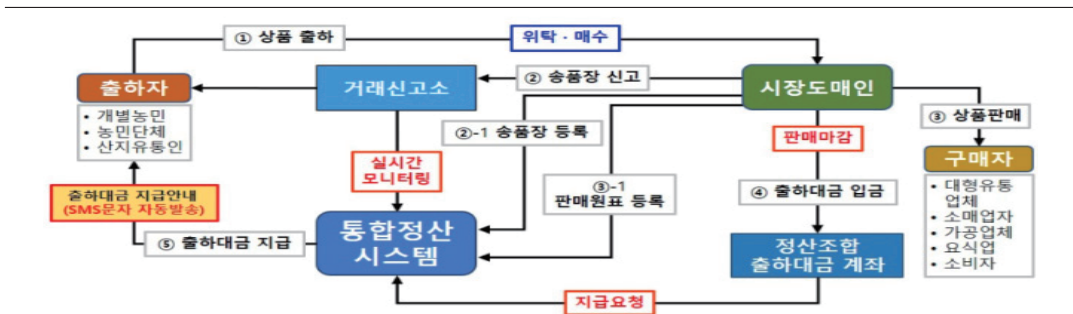 ① 상품 출하
위탁·매수
출하자
거래신고소
② 송품장 신고
시장도매인
• 개별농민
• 농민단체
• 산지유통인
②-1 송품장 등록
판매마감
③ 상품판매
실시간
모니터링
구매자
출하대금 지급안내
(SMS문자 자동발송)
③-1
판매원표 등록
④ 출하대금 입금
• 대형유통
업체
• 소매업자
• 가공업체
• 요식업
• 소비자
⑤ 출하대금 지급
통합정산
시스템
정산조합
출하대금 계좌
지급요청